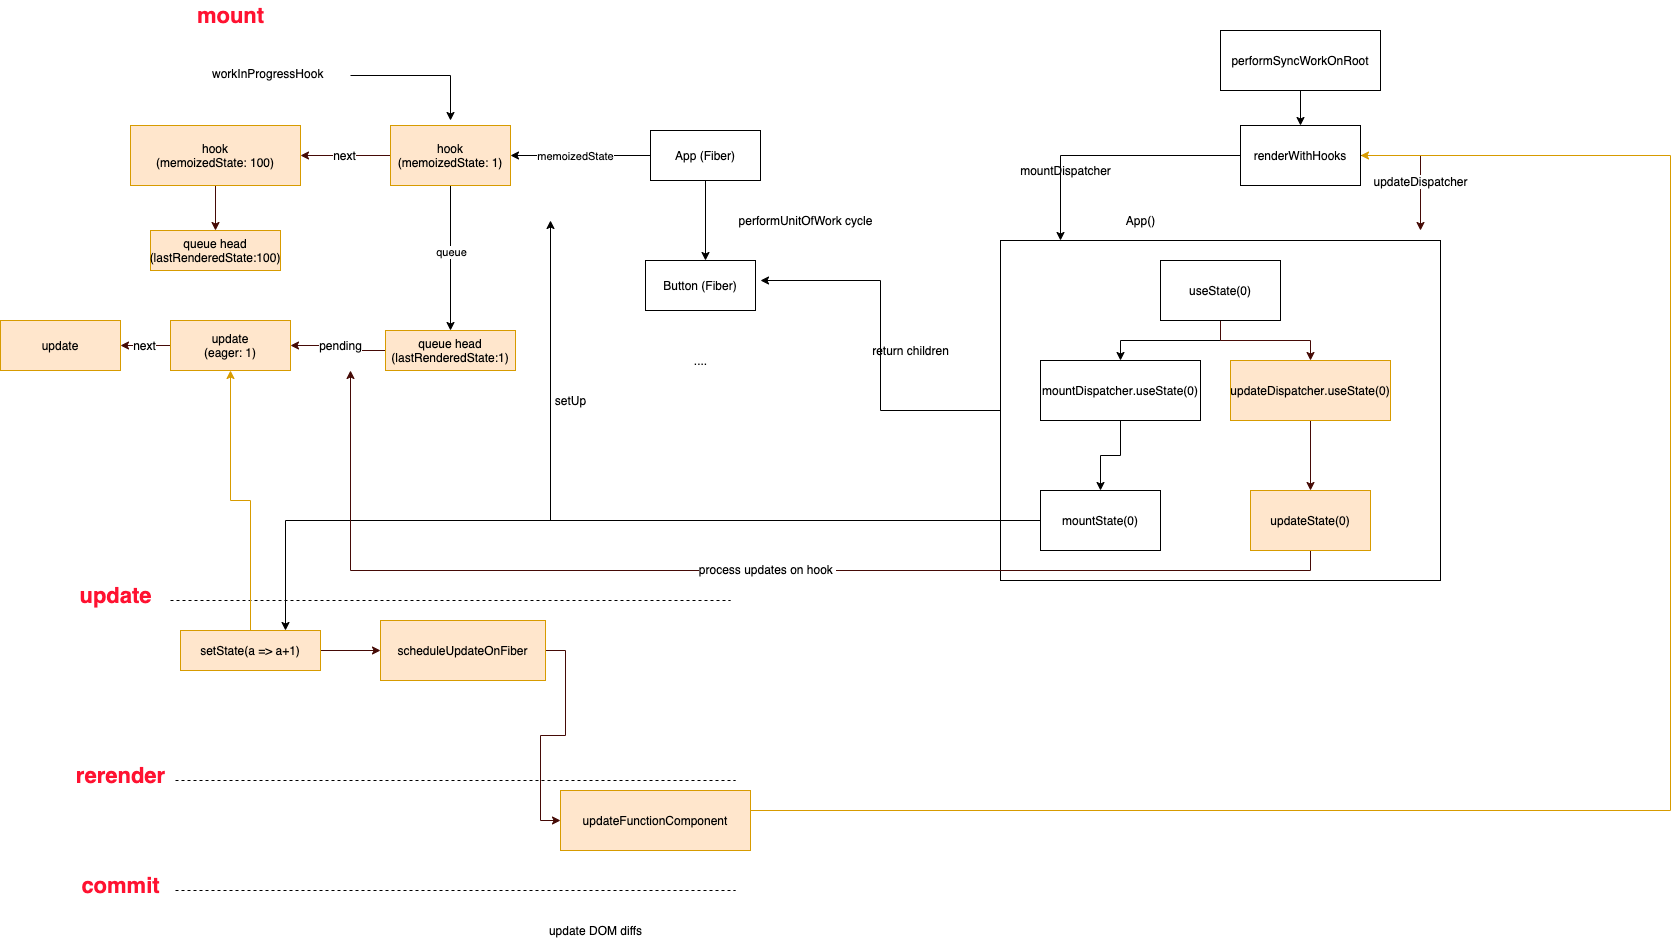 mount
workInProgressHook
performSyncWorkOnRoot
hook
(memoizedState: 100)
next
hook
(memoizedState: 1)
memoizedState
App (Fiber)
renderWithHooks
mountDispatcher
updateDispatcher
performUnitOfWork cycle
App()
queue head
(lastRenderedState:100)
queue
Button (Fiber)
useState(0)
update
next
update
(eager: 1)
pending
queue head
(lastRenderedState:1)
....
return children
setUp
mountDispatcher.useState(0)
updateDispatcher.useState(0)
mountState(0)
updateState(0)
process updates on hook
update
setState(a => a+1)
scheduleUpdateOnFiber
rerender
updateFunctionComponent
commit
update DOM diffs